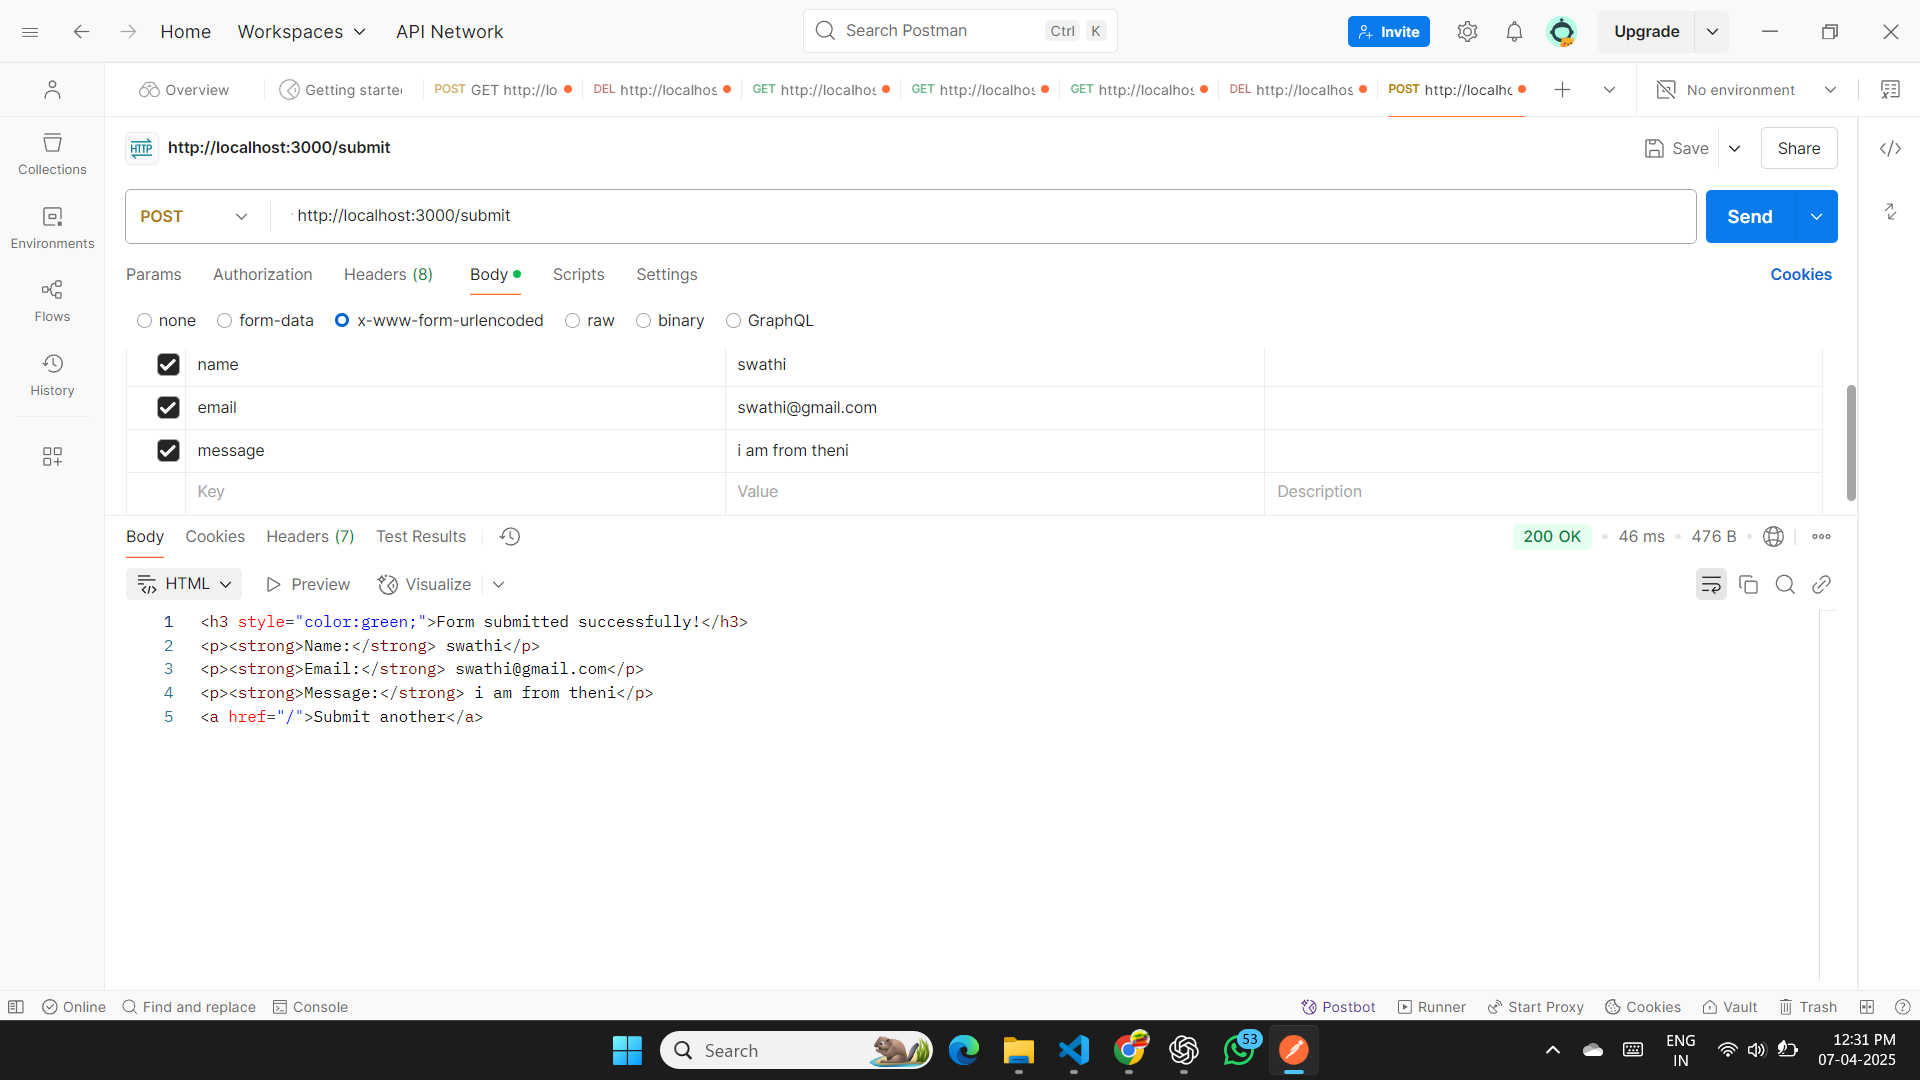 Home
Workspaces
API Network
Search Postman
Ctrl K
Invite
Upgrade
Overview
Getting starte
POST GET http://lo
DEL http://localhos
GET http://localhos
GET http://localhos
GET http://localhos
DEL http://localhos
POST http://localhc
No environment
Collections
Environments
Flows
History
HTTP http://localhost:3000/submit
Save
Share
POST
http://localhost:3000/submit
Send
Params
Authorization
Headers (8)
Body
Scripts
Settings
Cookies
none
form-data
x-www-form-urlencoded
raw
binary
GraphQL
name swathi
email swathi@gmail.com
message i am from theni
Key Value Description
Body
Cookies
Headers (7)
Test Results
200 OK
46 ms
476 B
HTML
Preview
Visualize
1 <h3 style="color:green;">Form submitted successfully!</h3>
2 <p><strong>Name:</strong> swathi</p>
3 <p><strong>Email:</strong> swathi@gmail.com</p>
4 <p><strong>Message:</strong> i am from theni</p>
5 <a href="/">Submit another</a>
Online
Find and replace
Console
Postbot
Runner
Start Proxy
Cookies
Vault
Trash
Search
53
ENG
IN
12:31 PM
07-04-2025